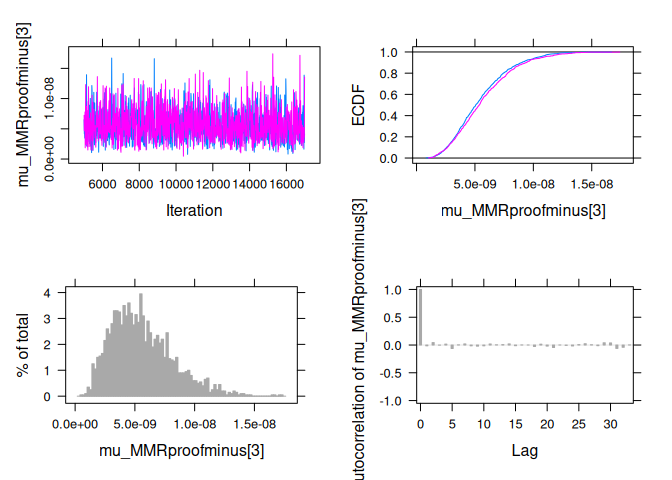 mu_MMRproofminus[3]
1.0e-08
0.0e+00
6000 8000 10000 12000 14000 16000
Iteration
ECDF
1.0
0.8
0.6
0.4
0.2
0.0
5.0e-09 1.0e-08 1.5e-08
mu_MMRproofminus[3]
% of total
4
3
2
1
0
0.0e+00 5.0e-09 1.0e-08 1.5e-08
mu_MMRproofminus[3]
utocorrelation of mu_MMRproofminus[3]
1.0
0.5
0.0
-0.5
-1.0
0 5 10 15 20 25 30
Lag